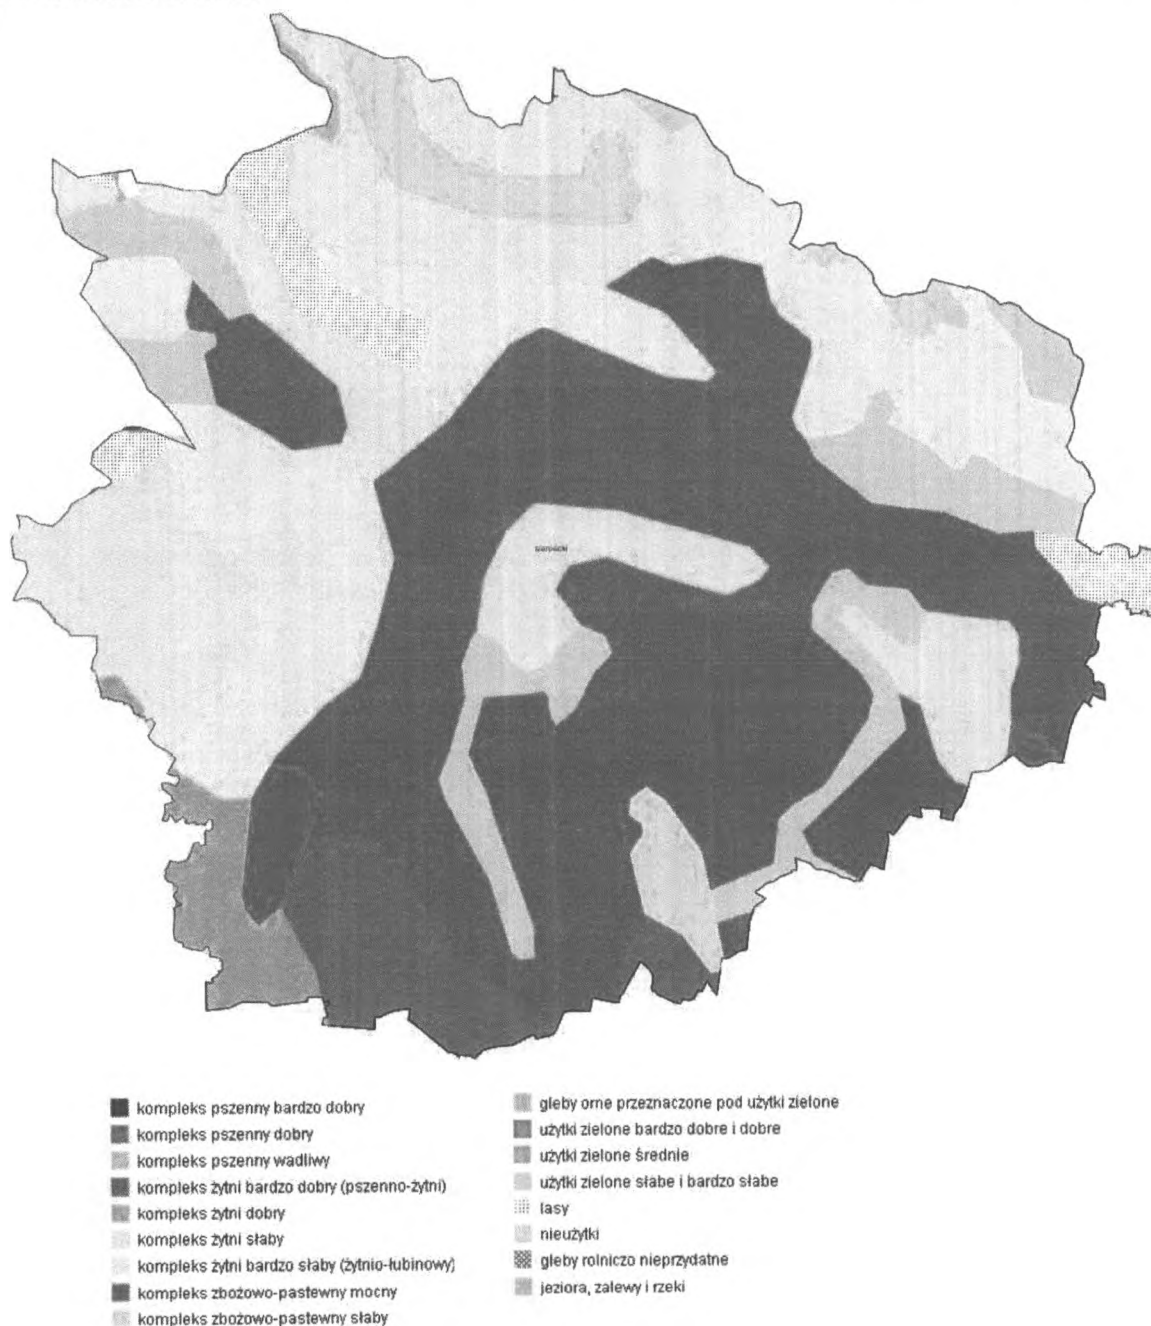 sierpecki
kompleks pszenny bardzo dobry
kompleks pszenny dobry
kompleks pszenny wadliwy
kompleks żytni bardzo dobry (pszenno-żytni)
kompleks żytni dobry
kompleks żytni słaby
kompleks żytni bardzo słaby (żytnio-łubinowy)
kompleks zbożowo-pastewny mocny
kompleks zbożowo-pastewny słaby
gleby orne przeznaczone pod użytki zielone
użytki zielone bardzo dobre i dobre
użytki zielone średnie
użytki zielone słabe i bardzo słabe
lasy
nieużytki
gleby rolniczo nieprzydatne
jeziora, zalewy i rzeki